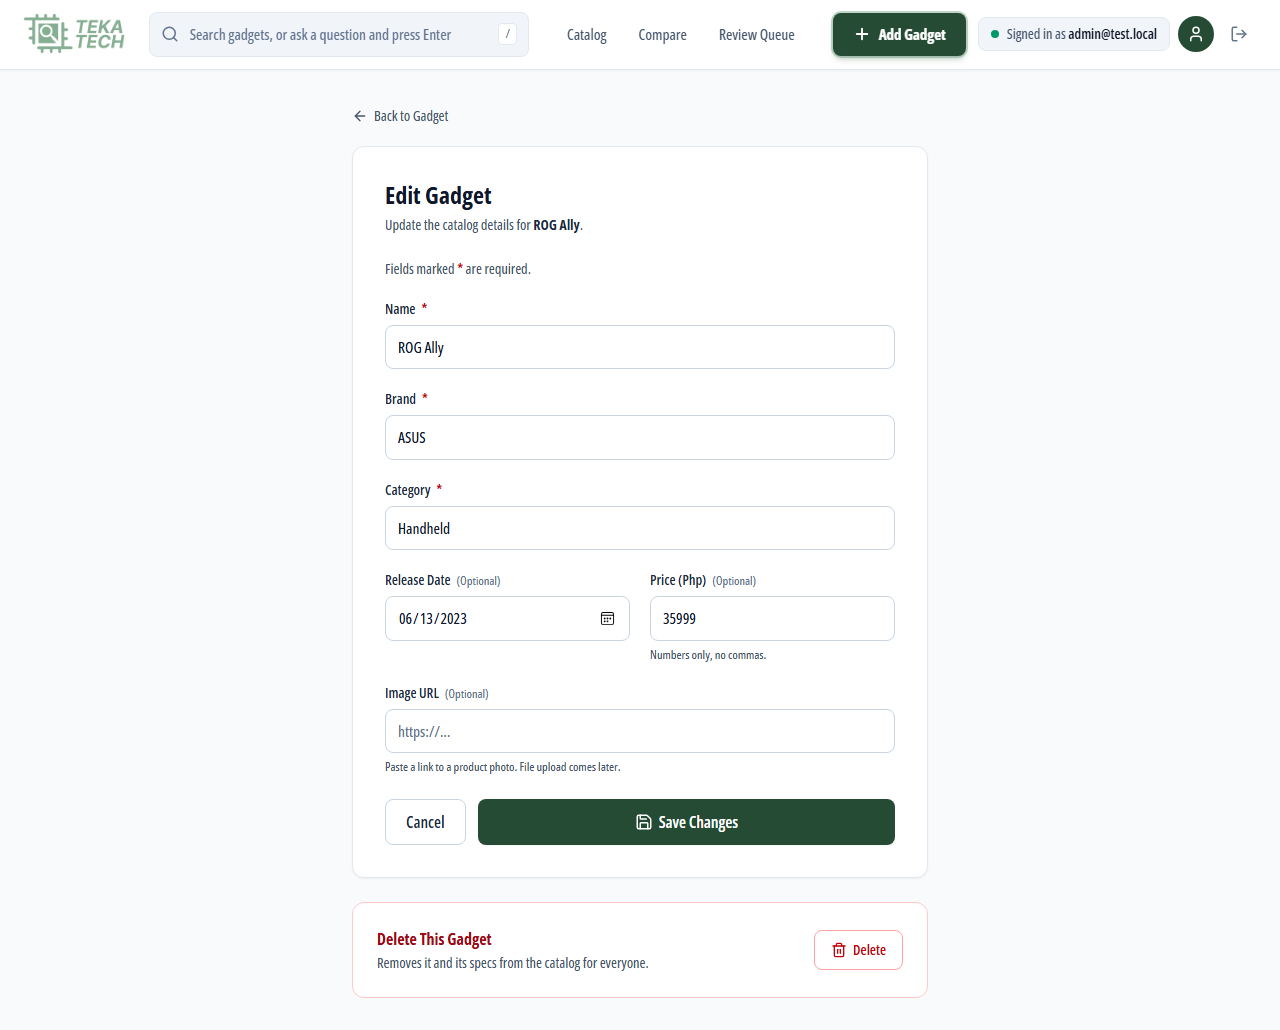 TEKA TECH
Search gadgets, or ask a question and press Enter
/
Catalog
Compare
Review Queue
Add Gadget
Signed in as admin@test.local
Back to Gadget
Edit Gadget
Update the catalog details for ROG Ally.
Fields marked * are required.
Name *
ROG Ally
Brand *
ASUS
Category *
Handheld
Release Date (Optional)
Price (Php) (Optional)
06/13/2023
35999
Numbers only, no commas.
Image URL (Optional)
https://...
Paste a link to a product photo. File upload comes later.
Cancel
Save Changes
Delete This Gadget
Removes it and its specs from the catalog for everyone.
Delete